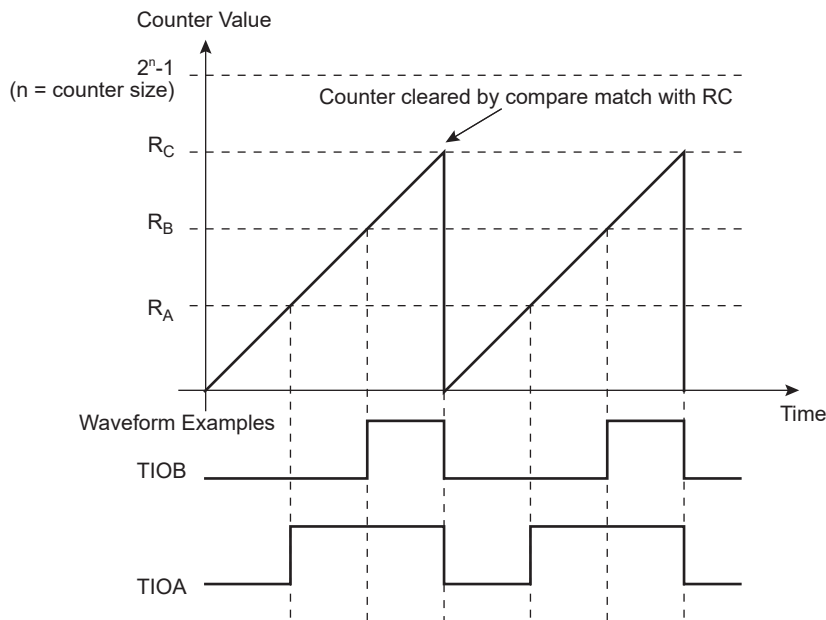 Counter Value
2ⁿ-1
(n = counter size)
Counter cleared by compare match with RC
R_C
R_B
R_A
Time
Waveform Examples
TIOB
TIOA